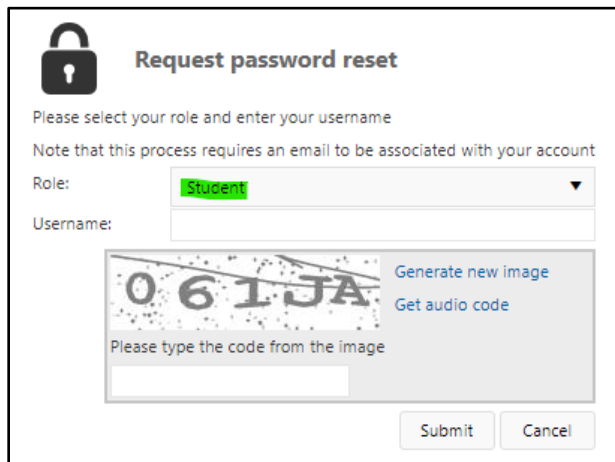 Request password reset
Please select your role and enter your username
Note that this process requires an email to be associated with your account
Role: Student
Username:
061JA
Generate new image
Get audio code
Please type the code from the image
Submit Cancel